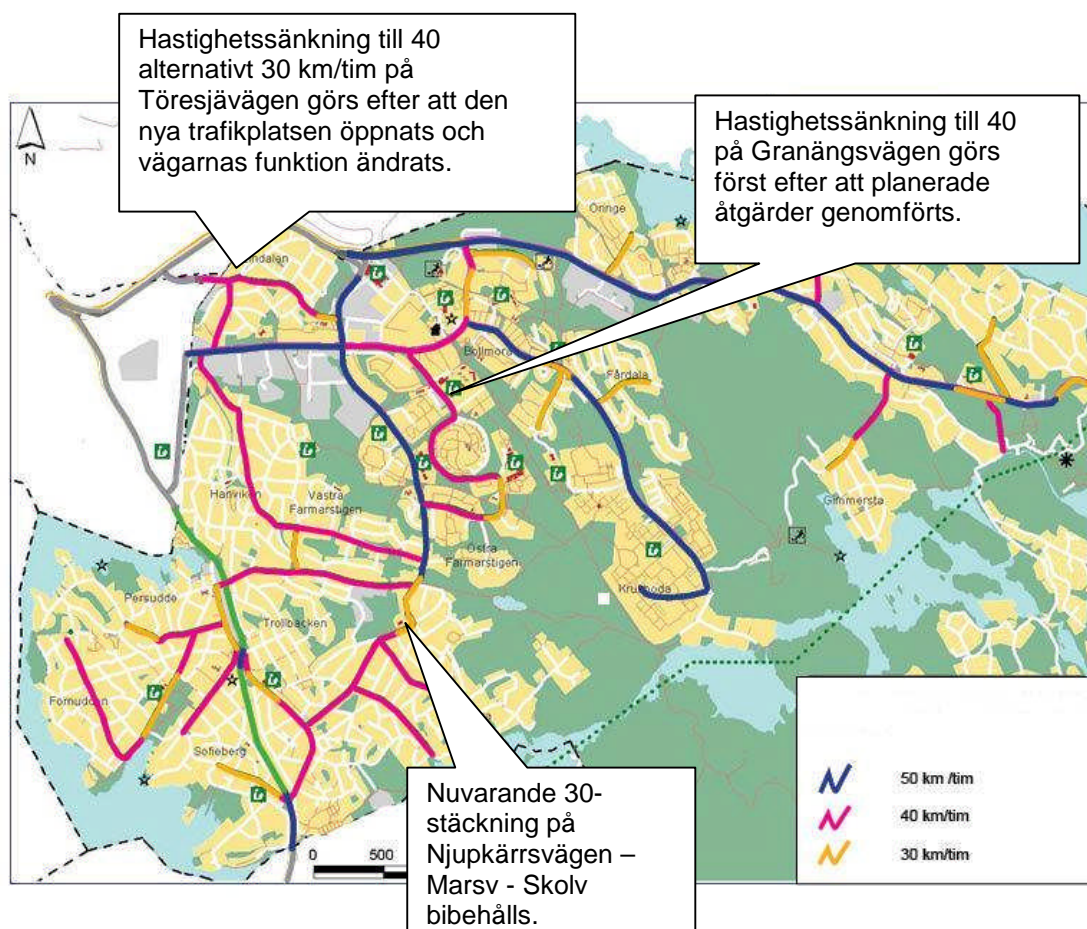 Hastighetssänkning till 40
alternativt 30 km/tim på
Töresjävägen görs efter att den
nya trafikplatsen öppnats och
vägarnas funktion ändrats.
Hastighetssänkning till 40
på Granängsvägen görs
först efter att planerade
åtgärder genomförts.
N
Öringe
Bollmora
Fårdala
Hanviken
Västra
Farmarstigen
Östra
Farmarstigen
Gimmersta
Krusboda
Persudde
Trollbäcken
Fornudden
Sofieberg
Nuvarande 30-
stäckning på
Njupkärrsvägen –
Marsv - Skolv
bibehålls.
0 500
50 km /tim
40 km/tim
30 km/tim